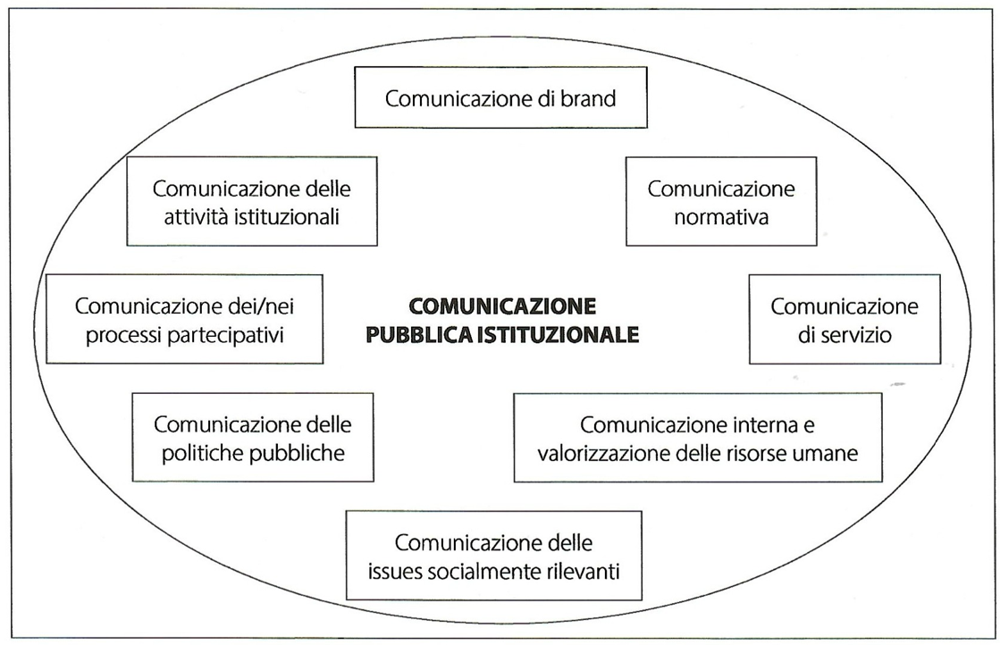 Comunicazione di brand
Comunicazione delle
attività istituzionali
Comunicazione
normativa
Comunicazione dei/nei
processi partecipativi
COMUNICAZIONE
PUBBLICA ISTITUZIONALE
Comunicazione
di servizio
Comunicazione delle
politiche pubbliche
Comunicazione interna e
valorizzazione delle risorse umane
Comunicazione delle
issues socialmente rilevanti